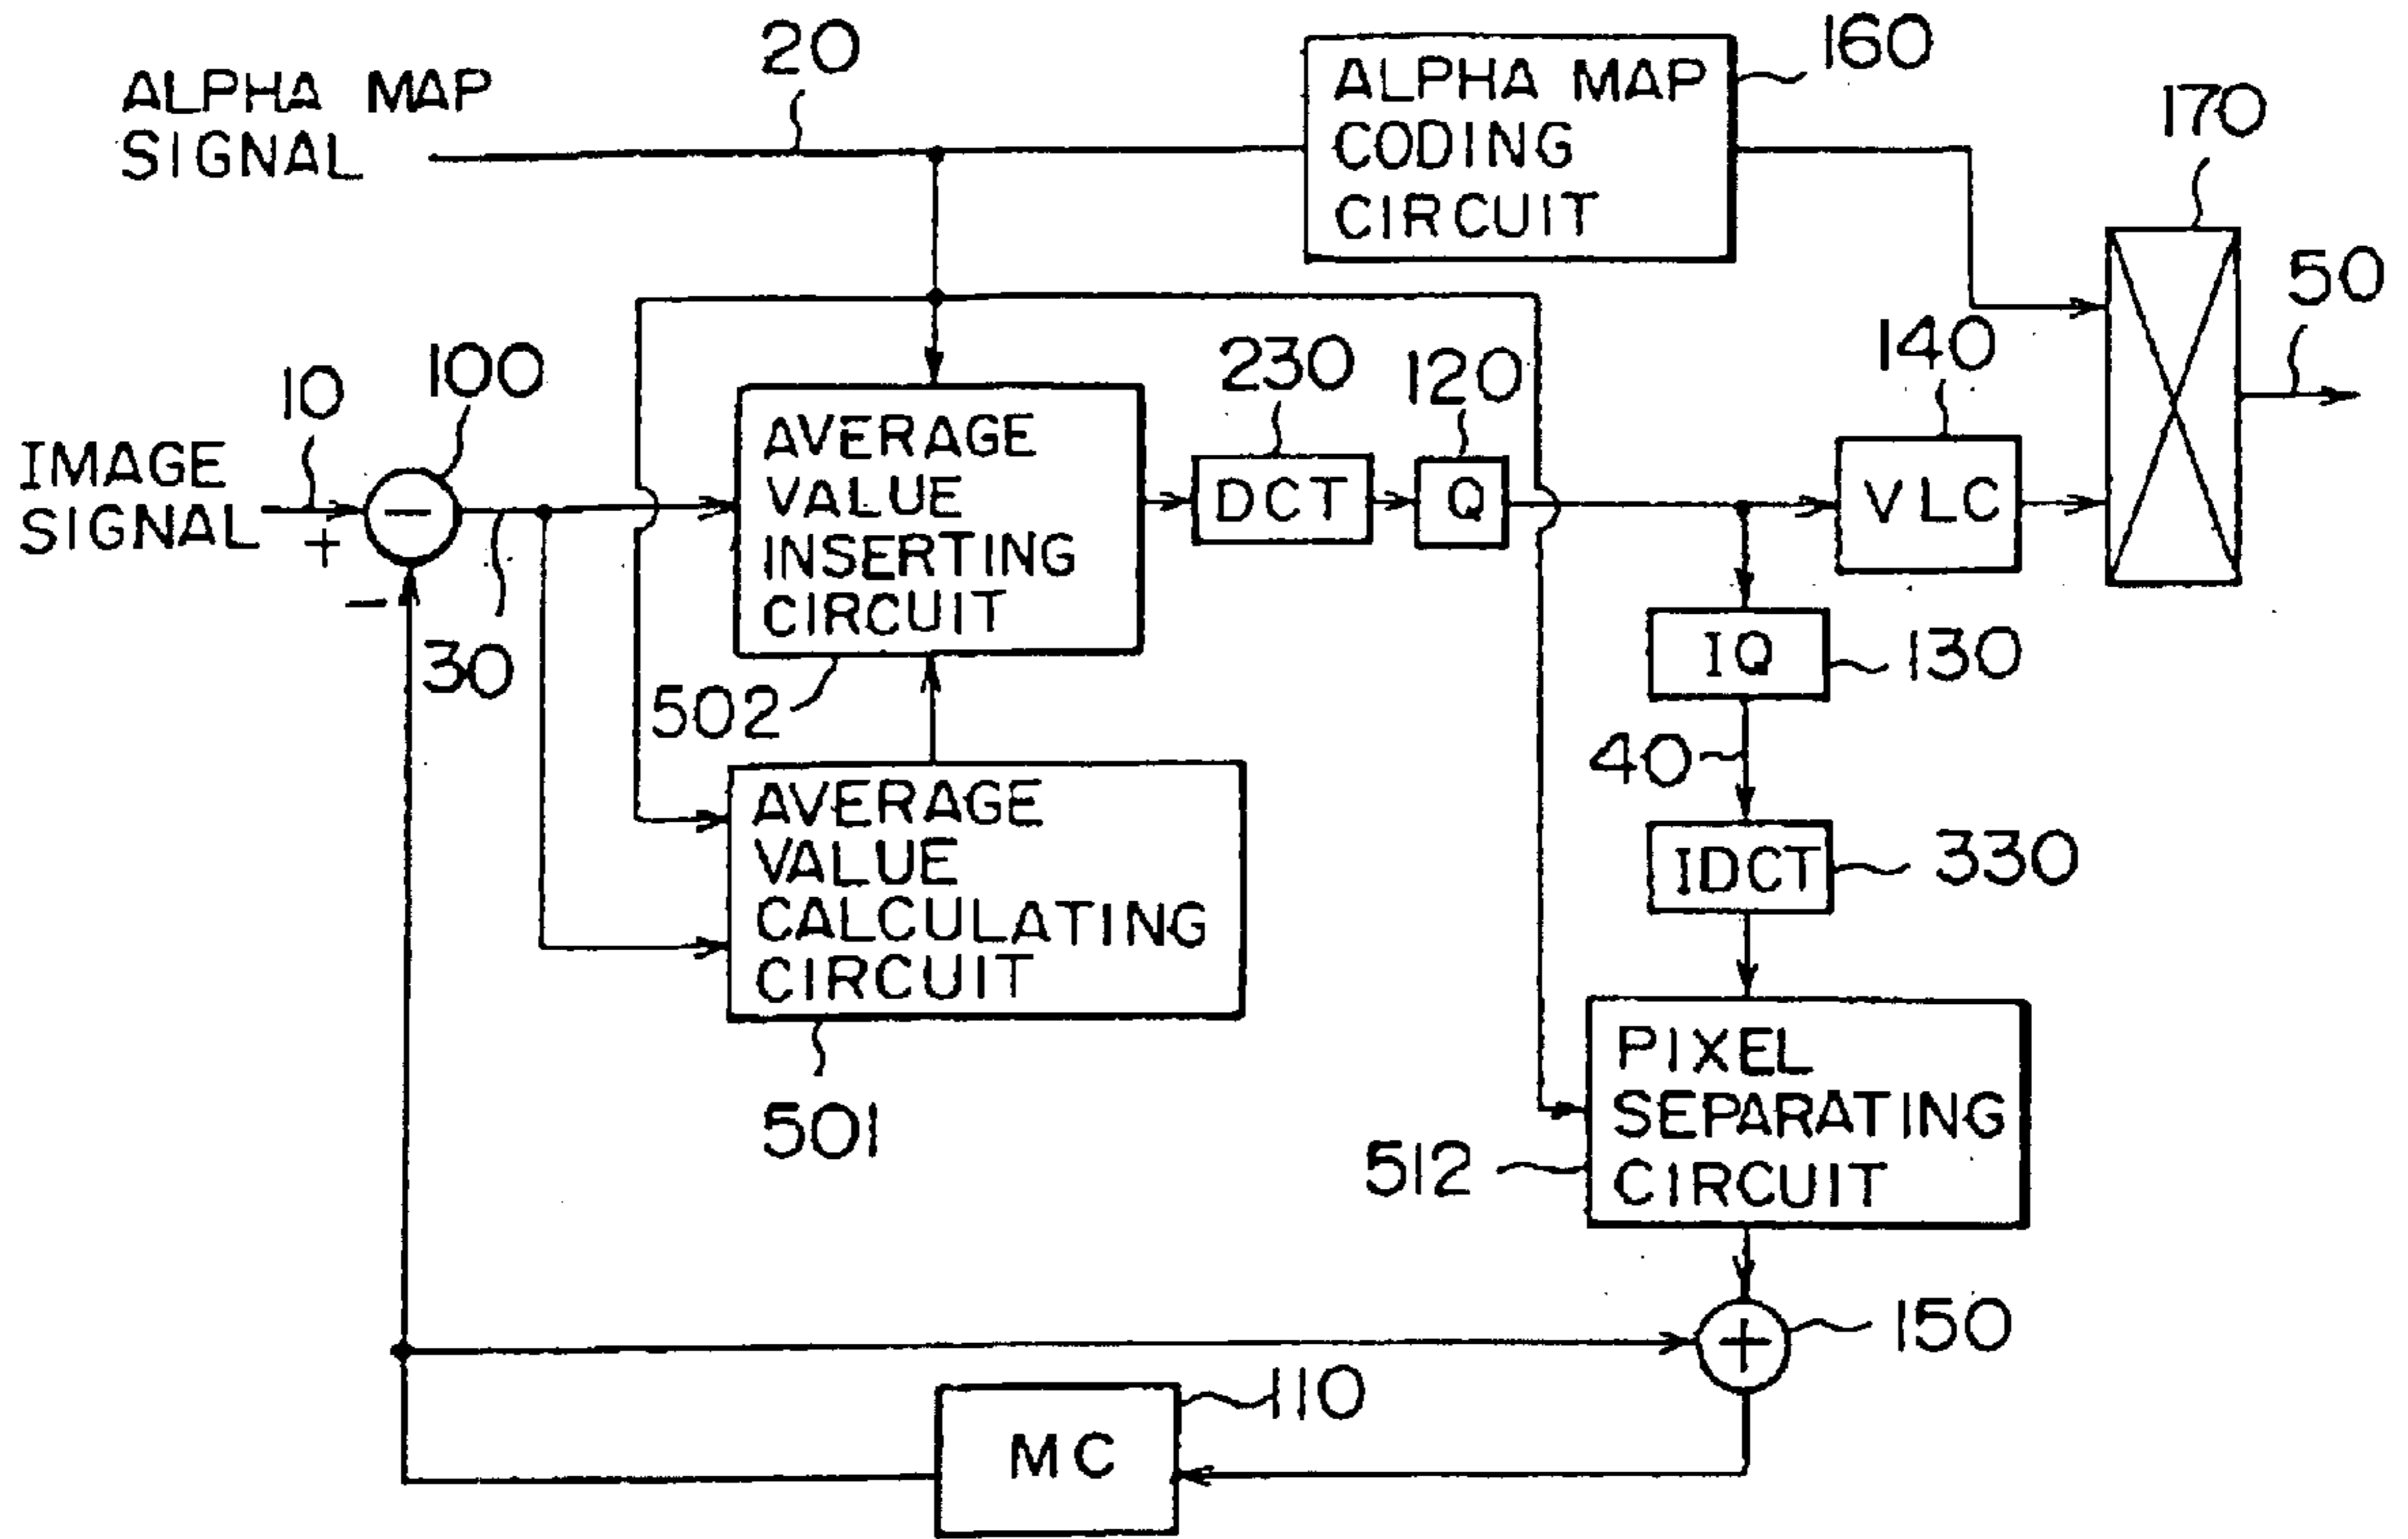 20
ALPHA MAP
SIGNAL
ALPHA MAP
CODING
CIRCUIT
160
170
50
10
100
IMAGE
SIGNAL
+
−
−
30
AVERAGE
VALUE
INSERTING
CIRCUIT
502
230
DCT
120
Q
140
VLC
IQ
130
40
IDCT
330
AVERAGE
VALUE
CALCULATING
CIRCUIT
501
PIXEL
SEPARATING
CIRCUIT
512
+
150
MC
110